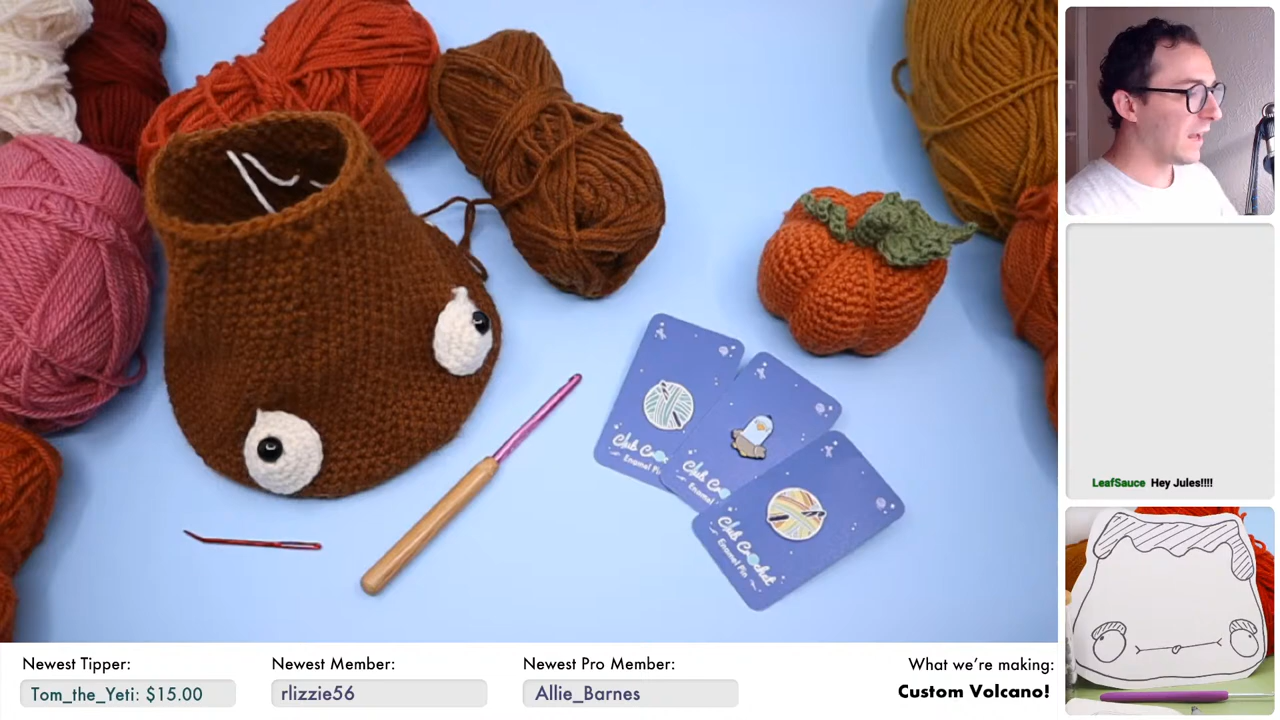 Club Crochet
Enamel Pin
Club Crochet
Enamel
Club Crochet
Enamel Pin
LeafSauce Hey Jules!!!!
Newest Tipper:
Tom_the_Yeti: $15.00
Newest Member:
rlizzie56
Newest Pro Member:
Allie_Barnes
What we're making:
Custom Volcano!